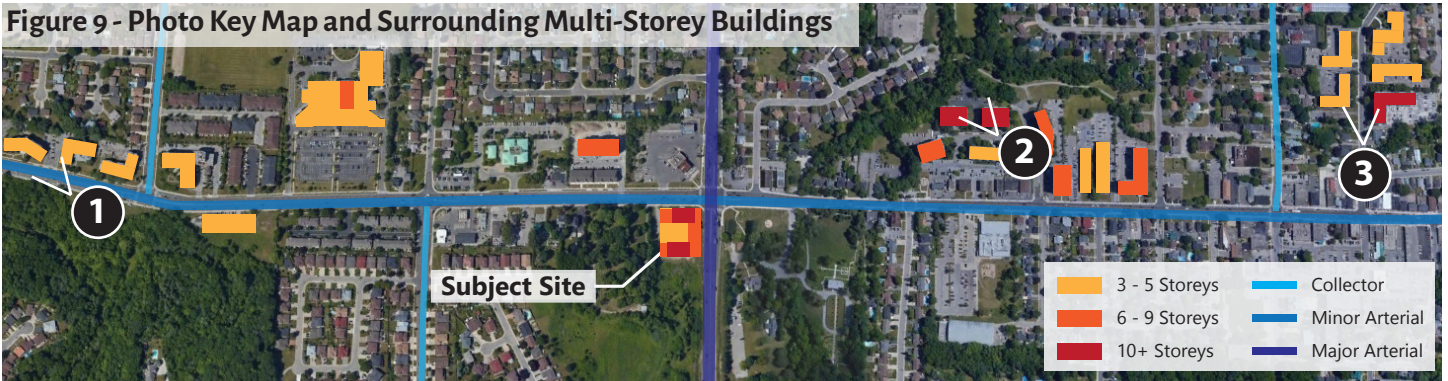 Figure 9 - Photo Key Map and Surrounding Multi-Storey Buildings
1
2
3
Subject Site
3 - 5 Storeys
Collector
6 - 9 Storeys
Minor Arterial
10+ Storeys
Major Arterial